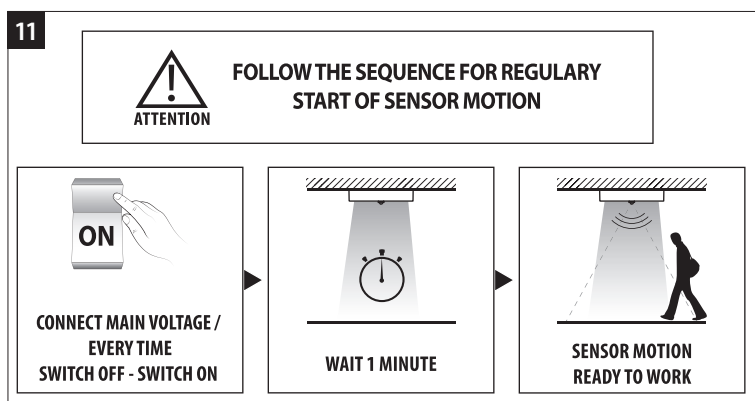 11
ATTENTION
FOLLOW THE SEQUENCE FOR REGULARY
START OF SENSOR MOTION
ON
CONNECT MAIN VOLTAGE /
EVERY TIME
SWITCH OFF - SWITCH ON
WAIT 1 MINUTE
SENSOR MOTION
READY TO WORK